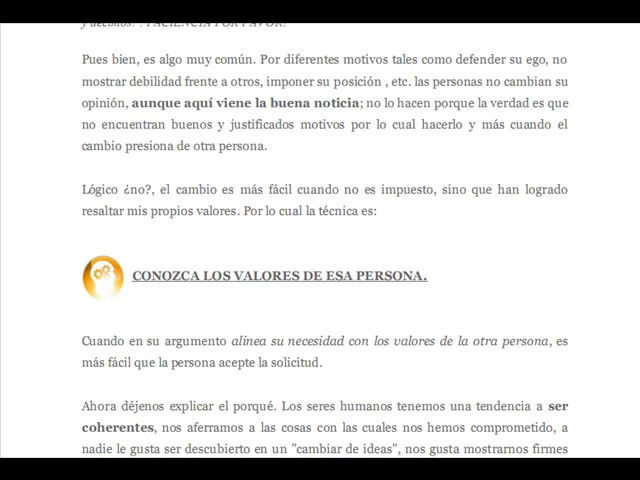 y decimos: : PACIENCIA POR FAVOR!
Pues bien, es algo muy común. Por diferentes motivos tales como defender su ego, no
mostrar debilidad frente a otros, imponer su posición , etc. las personas no cambian su
opinión, aunque aquí viene la buena noticia; no lo hacen porque la verdad es que
no encuentran buenos y justificados motivos por lo cual hacerlo y más cuando el
cambio presiona de otra persona.
Lógico ¿no?, el cambio es más fácil cuando no es impuesto, sino que han logrado
resaltar mis propios valores. Por lo cual la técnica es:
CONOZCA LOS VALORES DE ESA PERSONA.
Cuando en su argumento alinea su necesidad con los valores de la otra persona, es
más fácil que la persona acepte la solicitud.
Ahora déjenos explicar el porqué. Los seres humanos tenemos una tendencia a ser
coherentes, nos aferramos a las cosas con las cuales nos hemos comprometido, a
nadie le gusta ser descubierto en un "cambiar de ideas", nos gusta mostrarnos firmes